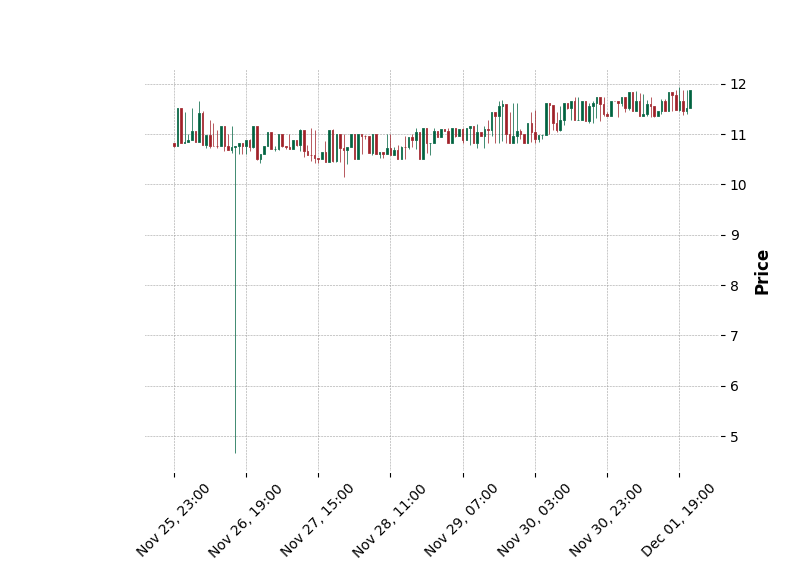 12
11
10
9
8
7
6
5
Price
Nov 25, 23:00
Nov 26, 19:00
Nov 27, 15:00
Nov 28, 11:00
Nov 29, 07:00
Nov 30, 03:00
Nov 30, 23:00
Dec 01, 19:00